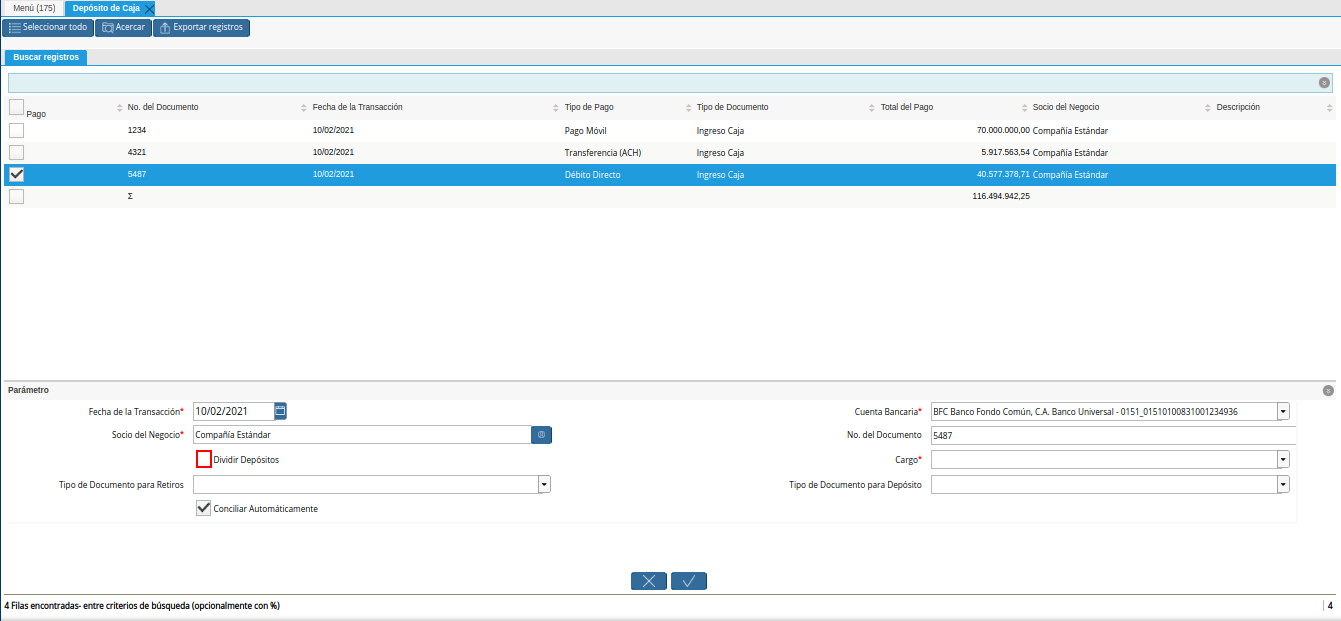 Menú (175) Depósito de Caja
Seleccionar todo Acercar Exportar registros
Buscar registros
Pago No. del Documento Fecha de la Transacción Tipo de Pago Tipo de Documento Total del Pago Socio del Negocio Descripción
1234 10/02/2021 Pago Móvil Ingreso Caja 70.000.000,00 Compañía Estándar
4321 10/02/2021 Transferencia (ACH) Ingreso Caja 5.917.563,54 Compañía Estándar
5487 10/02/2021 Débito Directo Ingreso Caja 40.577.378,71 Compañía Estándar
Σ 116.494.942,25
Parámetro
Fecha de la Transacción* 10/02/2021 Cuenta Bancaria* BFC Banco Fondo Común, C.A. Banco Universal - 0151_01510100831001234936
Socio del Negocio* Compañía Estándar No. del Documento 5487
Dividir Depósitos Cargo*
Tipo de Documento para Retiros Tipo de Documento para Depósito
Conciliar Automáticamente
4 Filas encontradas- entre criterios de búsqueda (opcionalmente con %) 4